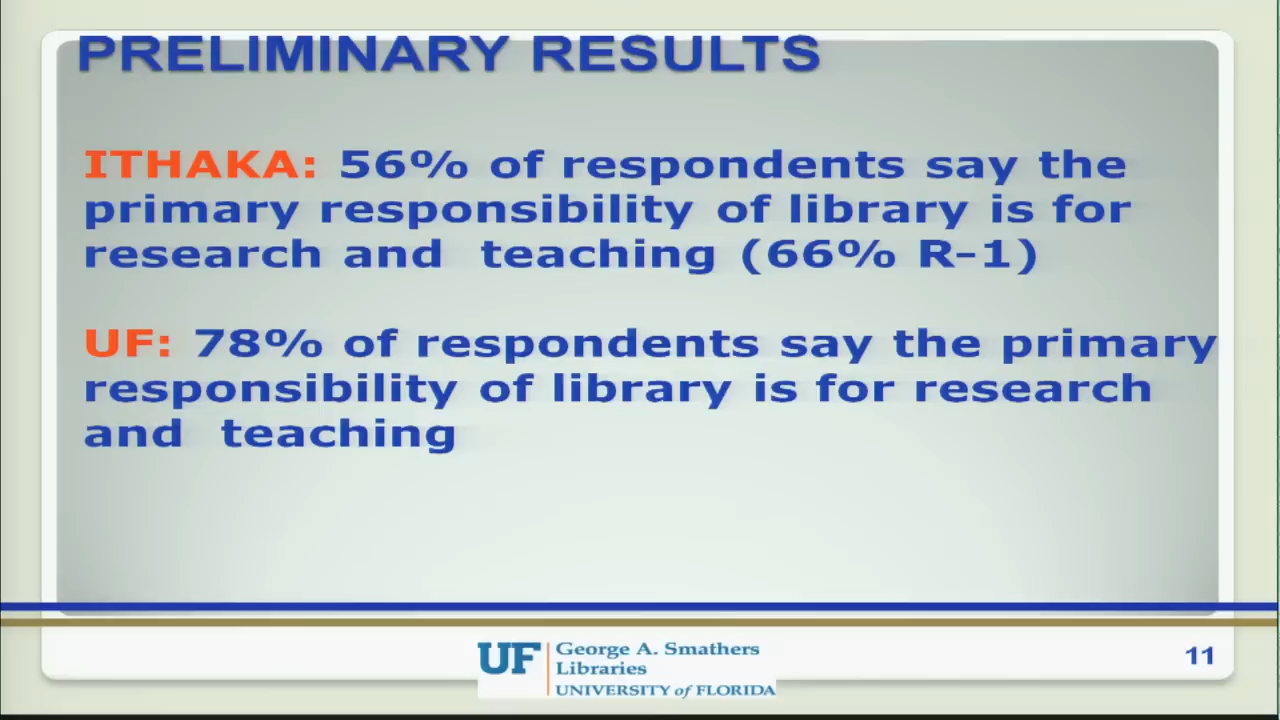 PRELIMINARY RESULTS
ITHAKA: 56% of respondents say the
primary responsibility of library is for
research and teaching (66% R-1)
UF: 78% of respondents say the primary
responsibility of library is for research
and teaching
UF George A. Smathers
Libraries
UNIVERSITY of FLORIDA
11